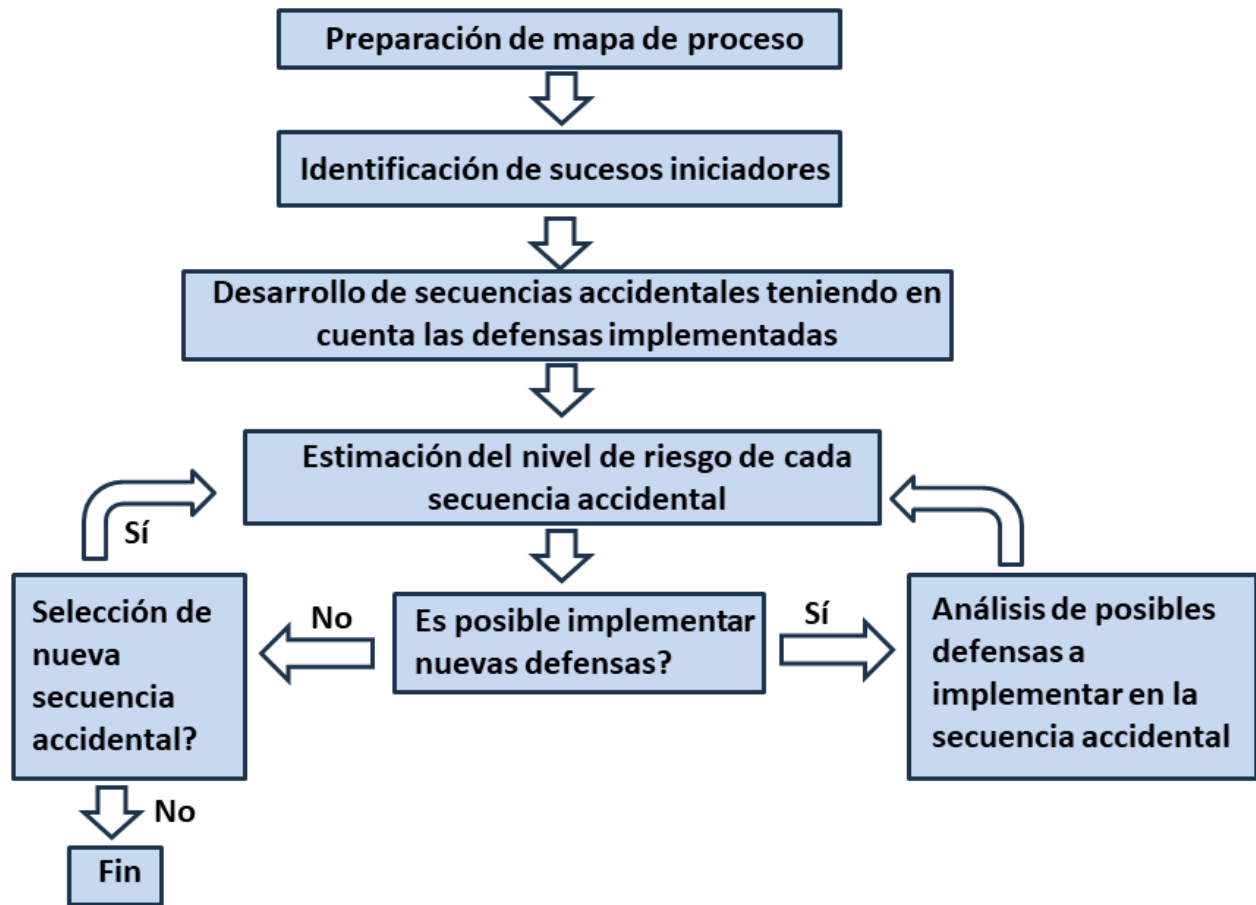 Preparación de mapa de proceso
Identificación de sucesos iniciadores
Desarrollo de secuencias accidentales teniendo en
cuenta las defensas implementadas
Estimación del nivel de riesgo de cada
secuencia accidental
Sí
Selección de
nueva
secuencia
accidental?
No
Es posible implementar
nuevas defensas?
Sí
Análisis de posibles
defensas a
implementar en la
secuencia accidental
No
Fin